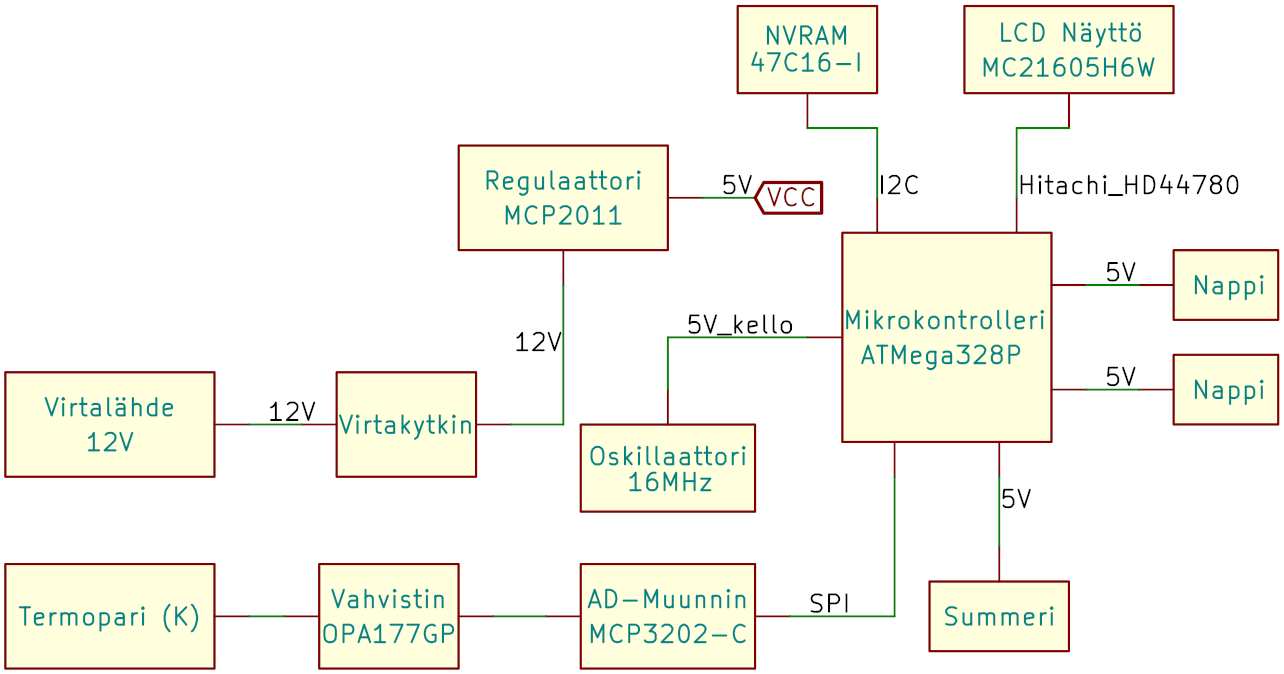 NVRAM
47C16-I
LCD Näyttö
MC21605H6W
Regulaattori
MCP2011
5V
VCC
I2C
Hitachi_HD44780
5V
Nappi
Mikrokontrolleri
ATMega328P
5V_kello
12V
5V
Nappi
Virtalähde
12V
12V
Virtakytkin
Oskillaattori
16MHz
5V
Termopari (K)
Vahvistin
OPA177GP
AD-Muunnin
MCP3202-C
SPI
Summeri